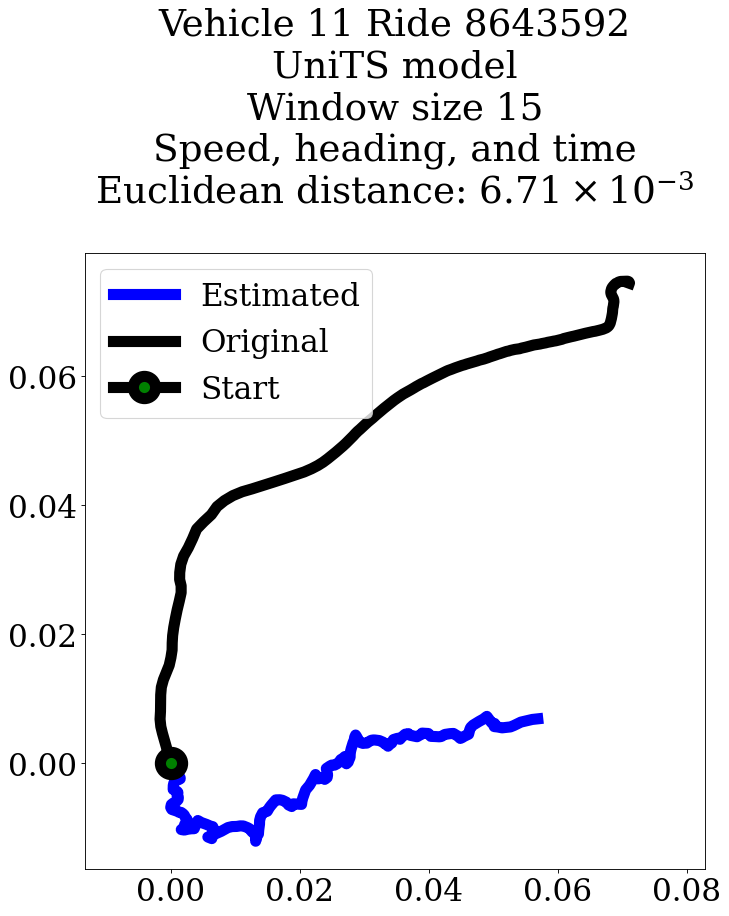 Vehicle 11 Ride 8643592
UniTS model
Window size 15
Speed, heading, and time
Euclidean distance: 6.71 × 10⁻³
Estimated
Original
Start
0.06
0.04
0.02
0.00
0.00 0.02 0.04 0.06 0.08